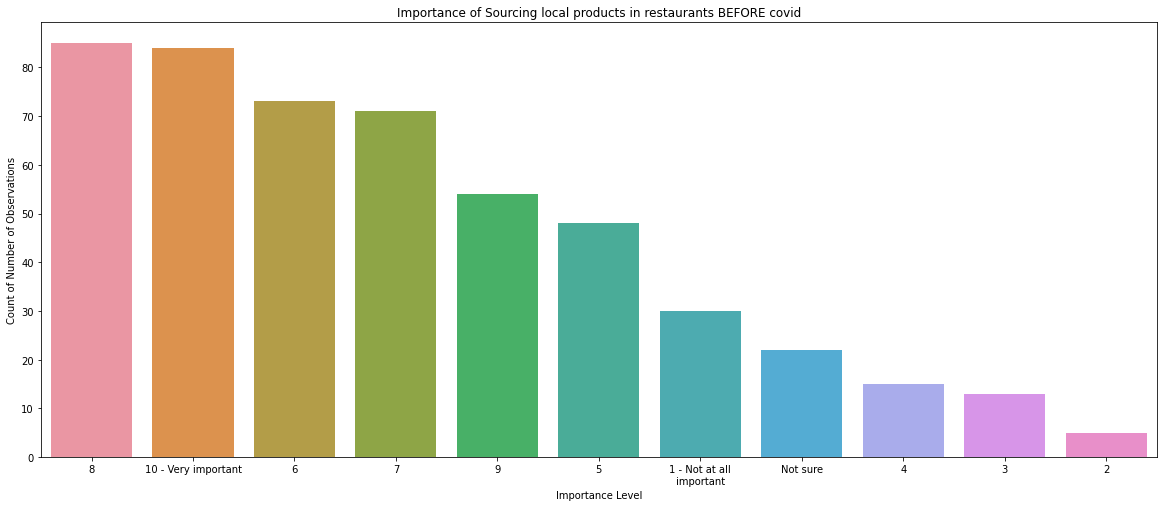 Importance of Sourcing local products in restaurants BEFORE covid
Count of Number of Observations
80
70
60
50
40
30
20
10
0
8
10 - Very important
6
7
9
5
1 - Not at all
important
Not sure
4
3
2
Importance Level